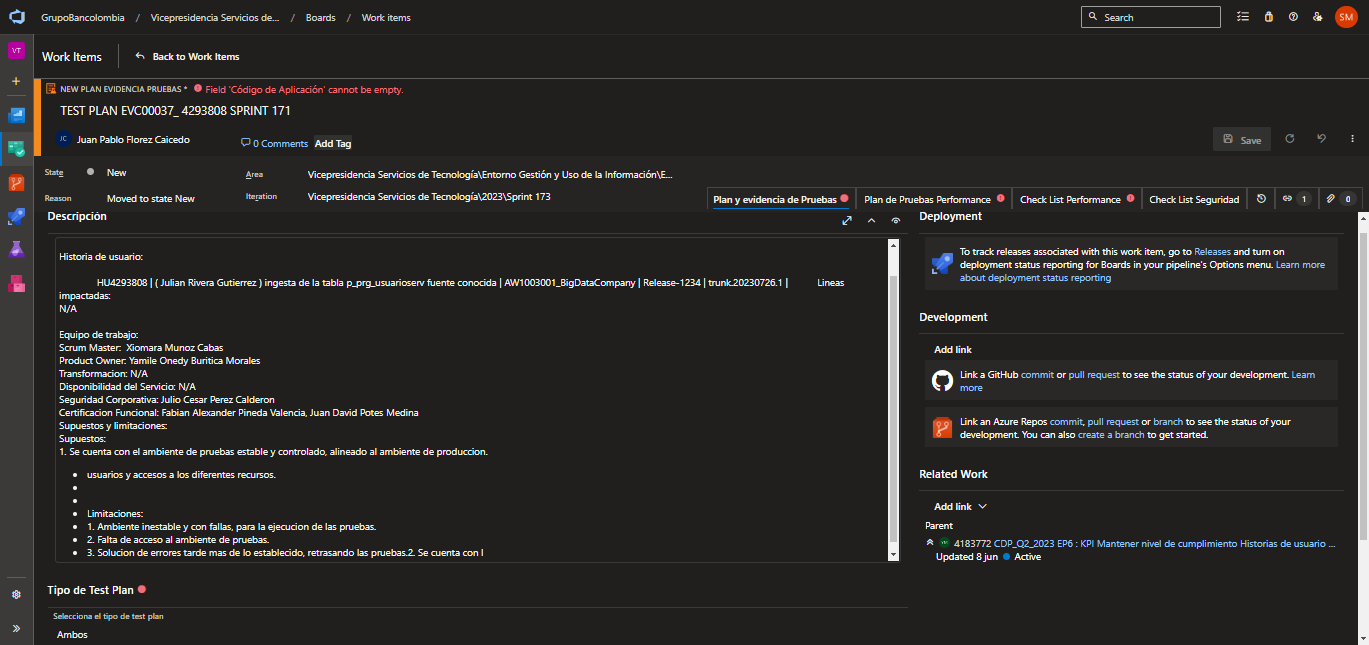 GrupoBancolombia / Vicepresidencia Servicios de... / Boards / Work items
Search
SM
VT
Work Items
Back to Work Items
NEW PLAN EVIDENCIA PRUEBAS * Field 'Código de Aplicación' cannot be empty.
TEST PLAN EVC00037_ 4293808 SPRINT 171
JC Juan Pablo Florez Caicedo
0 Comments
Add Tag
Save
State
New
Area
Vicepresidencia Servicios de Tecnología\Entorno Gestión y Uso de la Información\E...
Reason
Moved to state New
Iteration
Vicepresidencia Servicios de Tecnología\2023\Sprint 173
Plan y evidencia de Pruebas
Plan de Pruebas Performance
Check List Performance
Check List Seguridad
1
0
Descripción
Historia de usuario:
HU4293808 | ( Julian Rivera Gutierrez ) ingesta de la tabla p_prg_usuarioserv fuente conocida | AW1003001_BigDataCompany | Release-1234 | trunk.20230726.1 | Lineas
impactadas:
N/A
Equipo de trabajo:
Scrum Master: Xiomara Munoz Cabas
Product Owner: Yamile Onedy Buritica Morales
Transformacion: N/A
Disponibilidad del Servicio: N/A
Seguridad Corporativa: Julio Cesar Perez Calderon
Certificacion Funcional: Fabian Alexander Pineda Valencia, Juan David Potes Medina
Supuestos y limitaciones:
Supuestos:
1. Se cuenta con el ambiente de pruebas estable y controlado, alineado al ambiente de produccion.
usuarios y accesos a los diferentes recursos.
Limitaciones:
1. Ambiente inestable y con fallas, para la ejecucion de las pruebas.
2. Falta de acceso al ambiente de pruebas.
3. Solucion de errores tarde mas de lo establecido, retrasando las pruebas.2. Se cuenta con l
Tipo de Test Plan
Selecciona el tipo de test plan
Ambos
Deployment
To track releases associated with this work item, go to Releases and turn on
deployment status reporting for Boards in your pipeline's Options menu. Learn more
about deployment status reporting
Development
Add link
Link a GitHub commit or pull request to see the status of your development. Learn
more
Link an Azure Repos commit, pull request or branch to see the status of your
development. You can also create a branch to get started.
Related Work
Add link
Parent
4183772 CDP_Q2_2023 EP6 : KPI Mantener nivel de cumplimiento Historias de usuario ...
Updated 8 jun Active